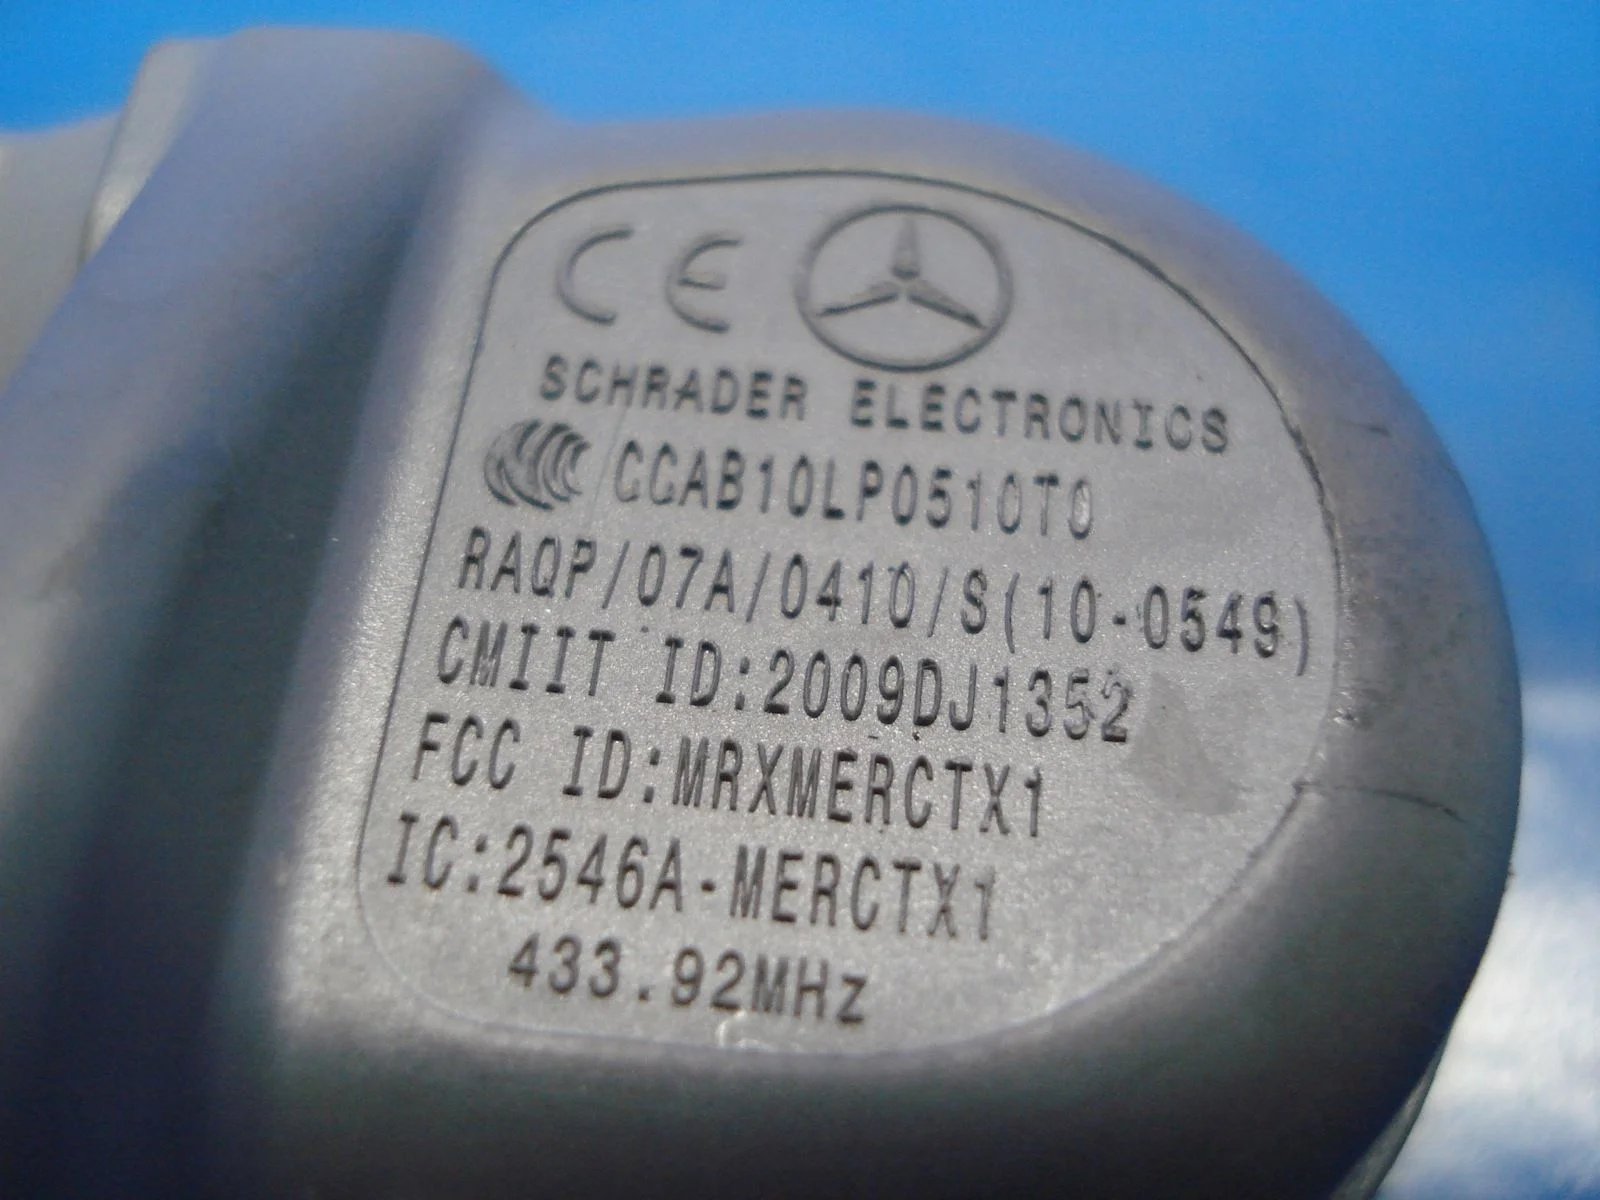 CE
SCHRADER ELECTRONICS
CCAB10LP0510T0
RAQP/07A/0410/S(10-0549)
CMIIT ID:2009DJ1352
FCC ID:MRXMERCTX1
IC:2546A-MERCTX1
433.92MHz